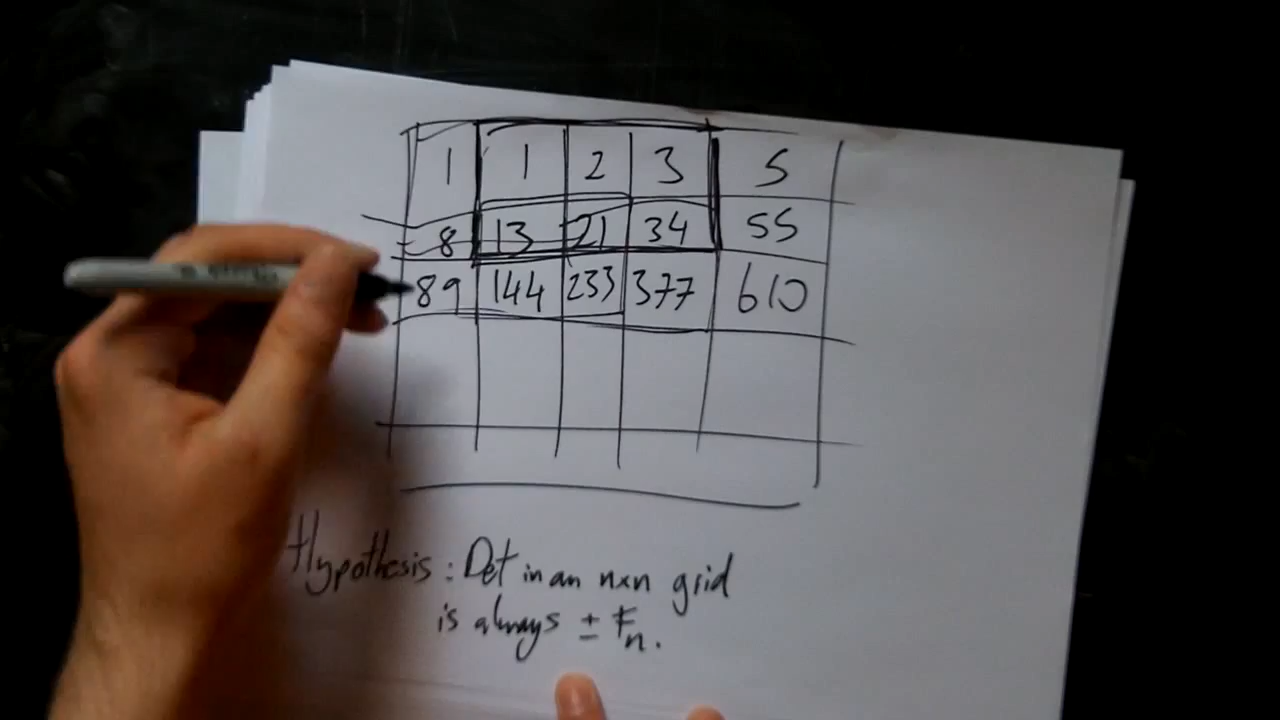 1 1 2 3 5
8 13 21 34 55
89 144 233 377 610
Hypothesis: Det in an n×n grid
is always ± Fn.